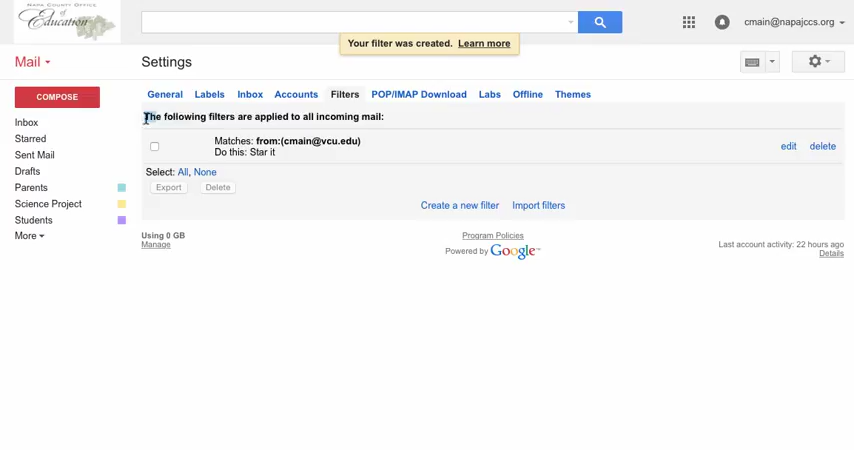 NAPA COUNTY OFFICE
of
Education
Your filter was created. Learn more
cmain@napajccs.org
Mail
Settings
General Labels Inbox Accounts Filters POP/IMAP Download Labs Offline Themes
COMPOSE
The following filters are applied to all incoming mail:
Inbox
Starred
Sent Mail
Drafts
Parents
Science Project
Students
More
Matches: from:(cmain@vcu.edu)
Do this: Star it
edit delete
Select: All, None
Export Delete
Create a new filter Import filters
Using 0 GB
Manage
Program Policies
Powered by Google™
Last account activity: 22 hours ago
Details